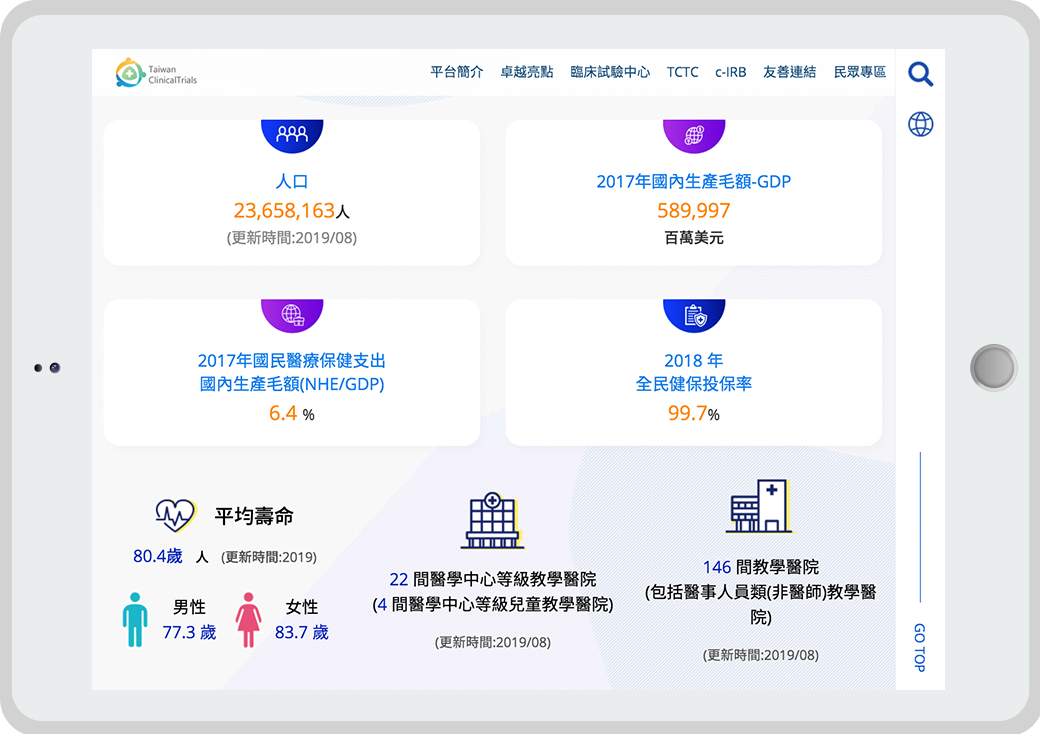 Taiwan
ClinicalTrials
平台簡介 卓越亮點 臨床試驗中心 TCTC c-IRB 友善連結 民眾專區
人口
23,658,163人
(更新時間:2019/08)
2017年國內生產毛額-GDP
589,997
百萬美元
2017年國民醫療保健支出
國內生產毛額(NHE/GDP)
6.4 %
2018 年
全民健保投保率
99.7%
平均壽命
80.4歲 人 (更新時間:2019)
男性
77.3 歲
女性
83.7 歲
22 間醫學中心等級教學醫院
(4 間醫學中心等級兒童教學醫院)
(更新時間:2019/08)
146 間教學醫院
(包括醫事人員類(非醫師)教學醫
院)
(更新時間:2019/08)
GO TOP